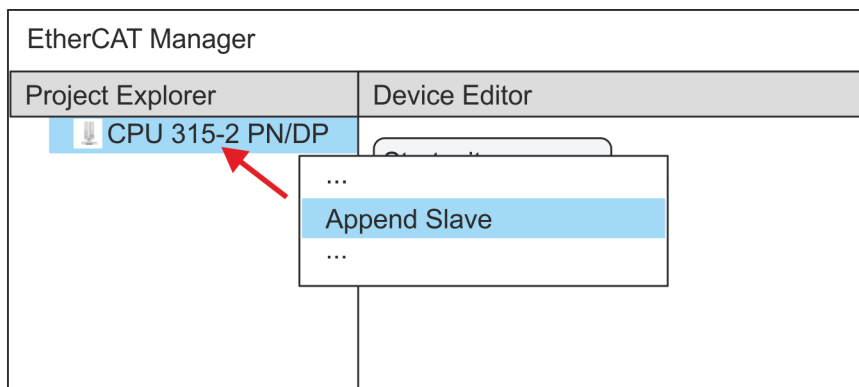 EtherCAT Manager
Project Explorer
Device Editor
CPU 315-2 PN/DP
...
Append Slave
...